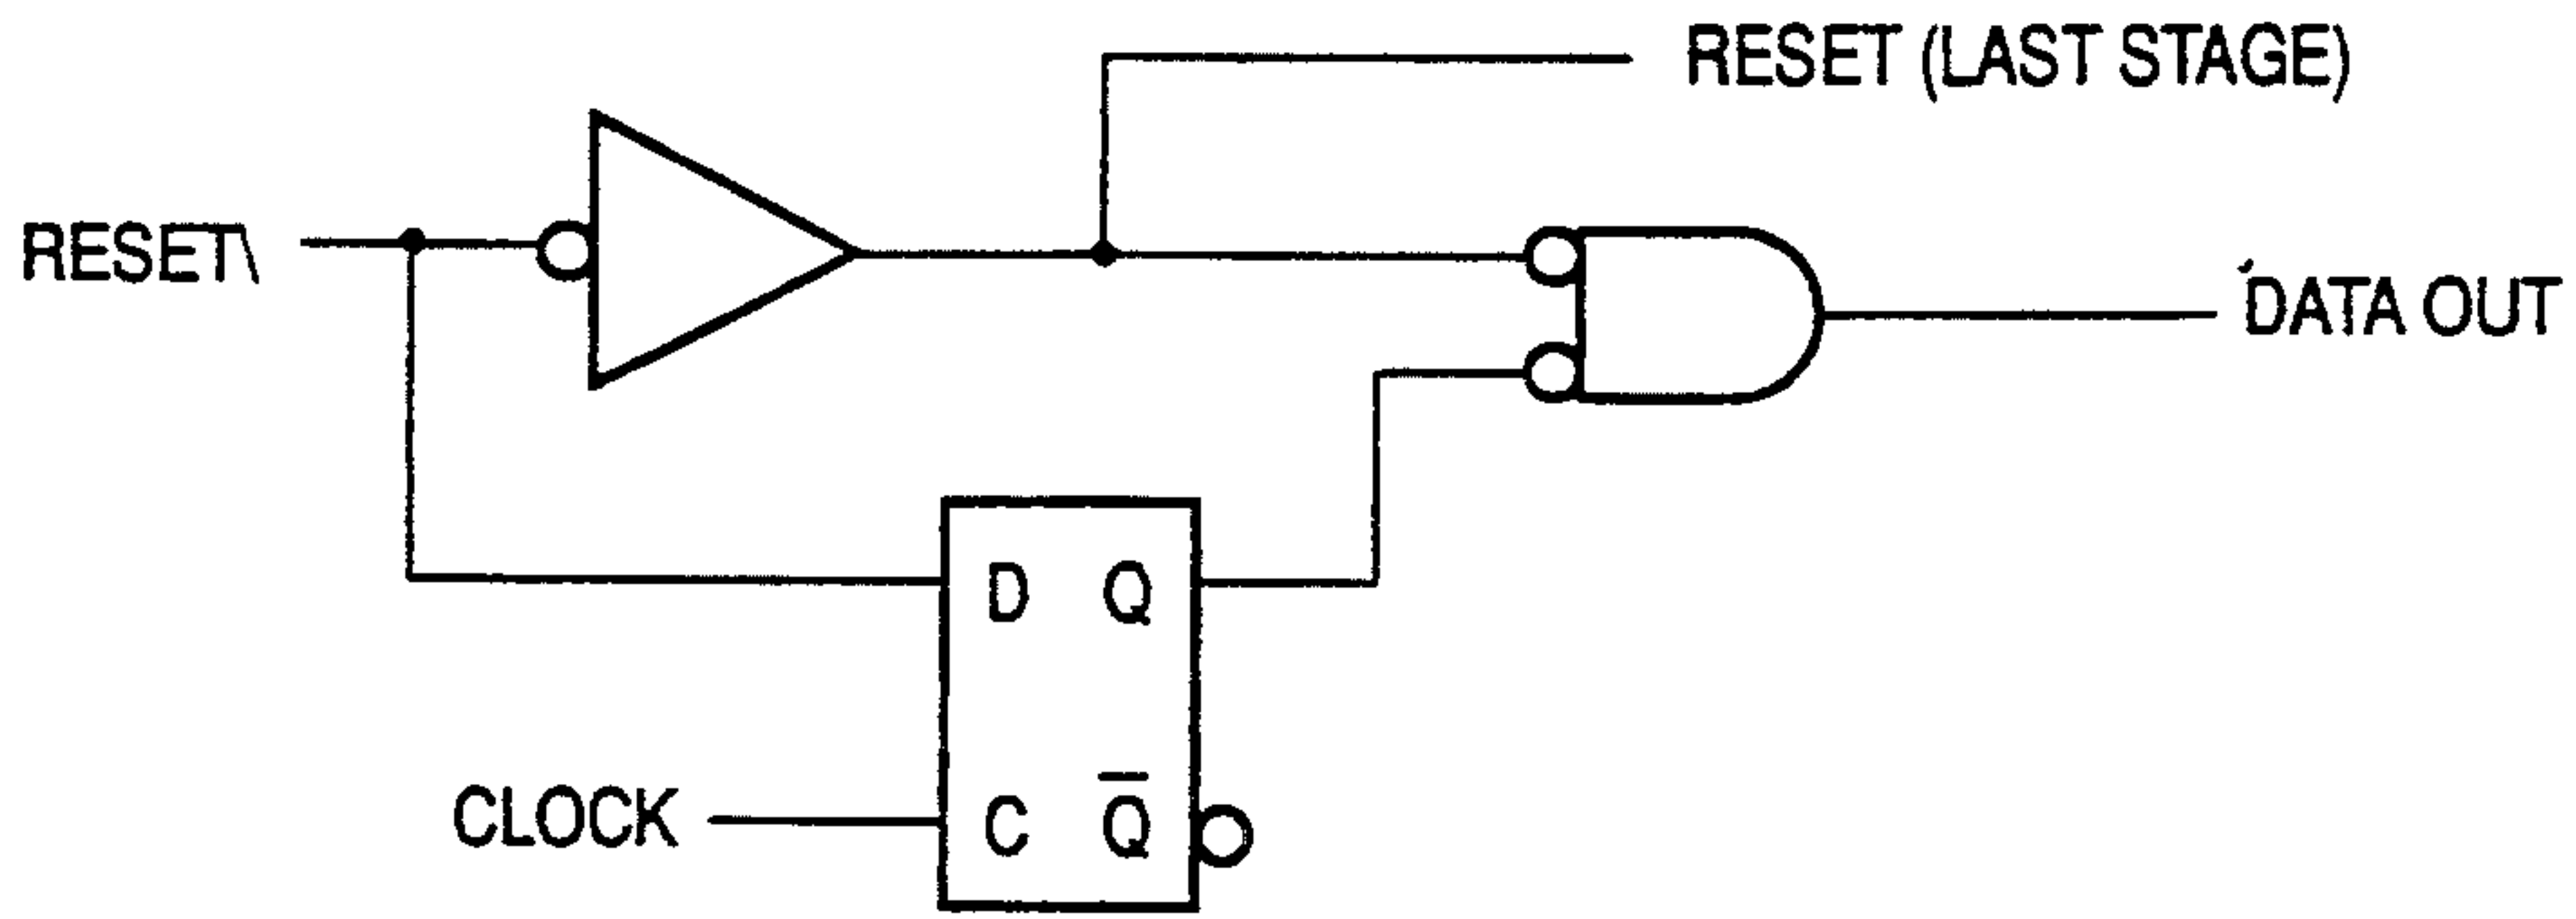 RESET (LAST STAGE)
RESET\
DATA OUT
D Q
CLOCK
C Q̅